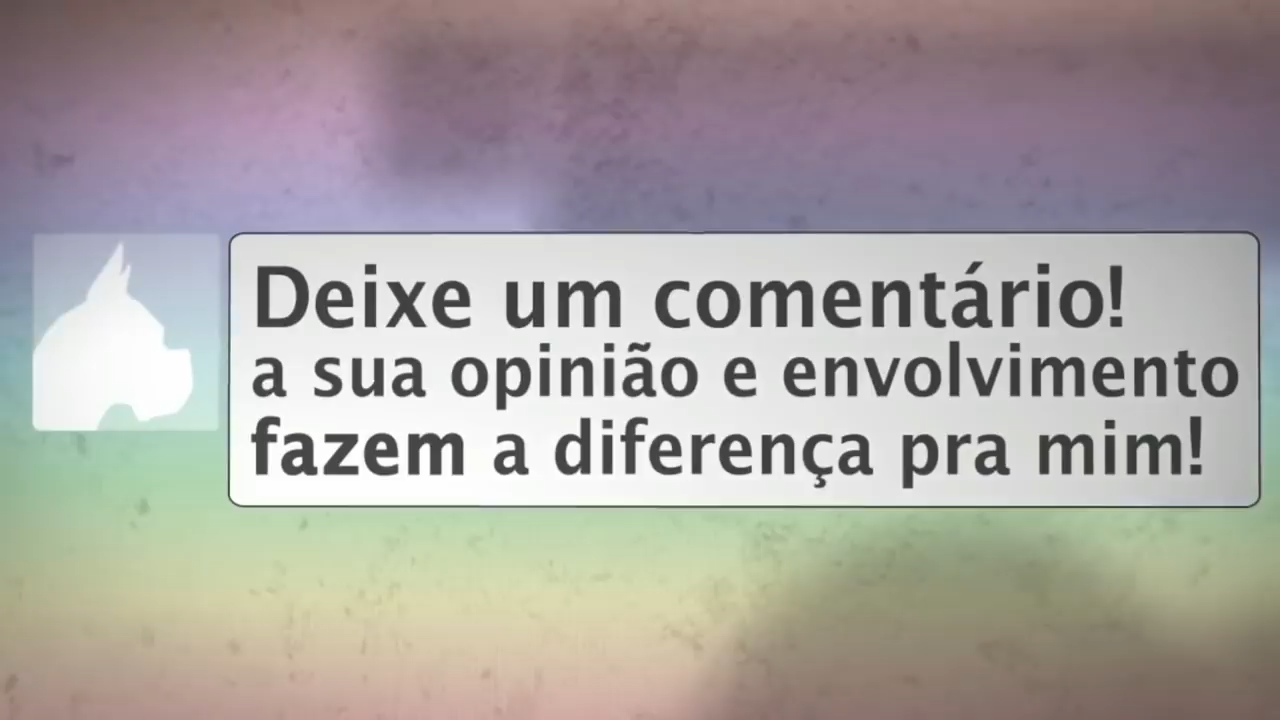 Deixe um comentário!
a sua opinião e envolvimento
fazem a diferença pra mim!